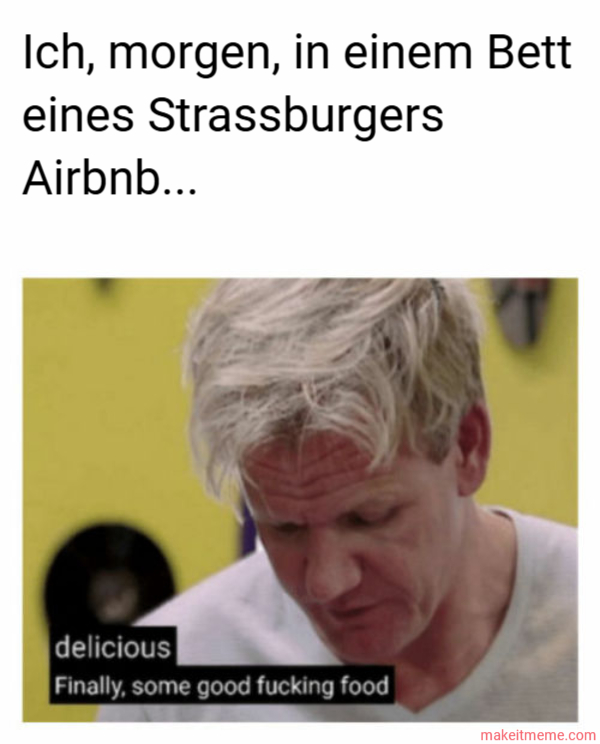 Ich, morgen, in einem Bett
eines Strassburgers
Airbnb...
delicious
Finally, some good fucking food
makeitmeme.com